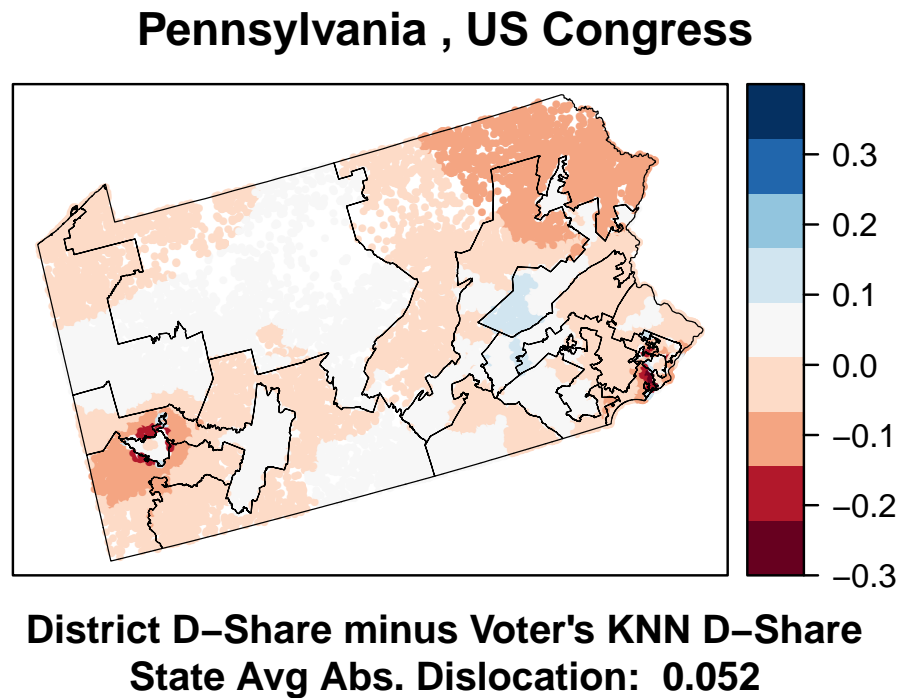 Pennsylvania , US Congress
0.3
0.2
0.1
0.0
−0.1
−0.2
−0.3
District D−Share minus Voter's KNN D−Share
State Avg Abs. Dislocation: 0.052